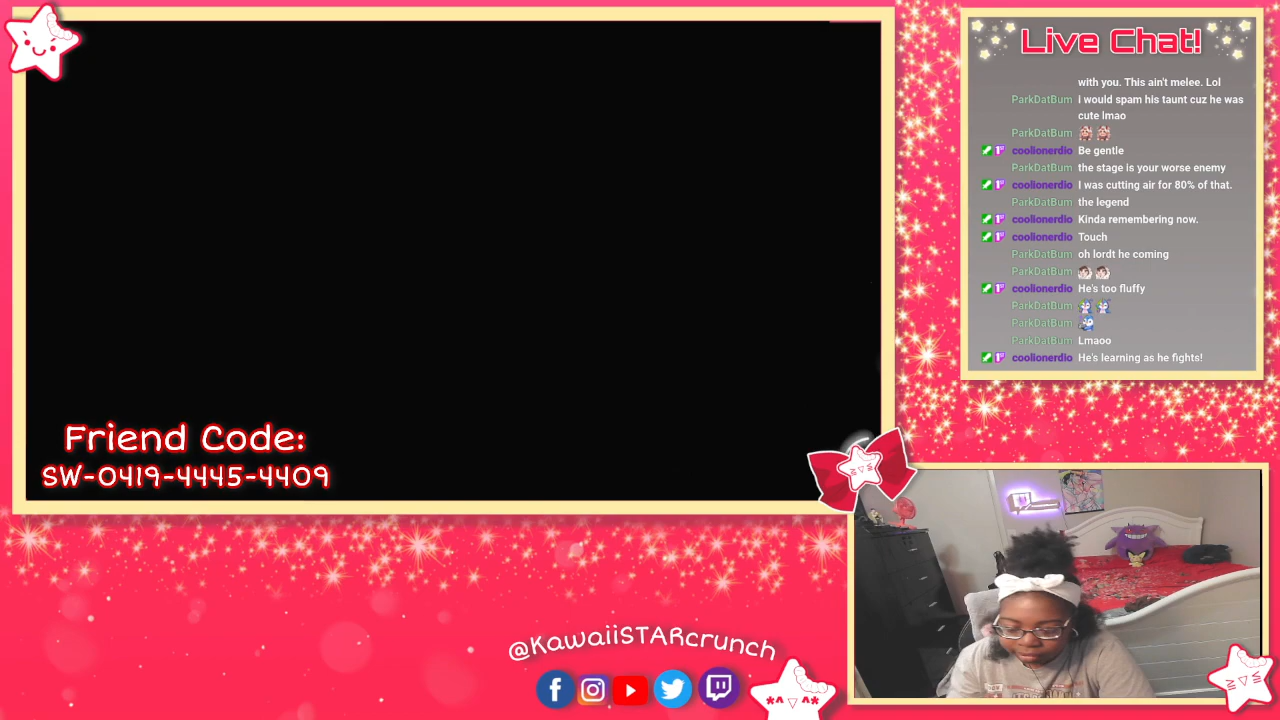 Live Chat!
with you. This ain't melee. Lol
ParkDatBum i would spam his taunt cuz he was
cute lmao
ParkDatBum
coolionerdio Be gentle
ParkDatBum the stage is your worse enemy
coolionerdio I was cutting air for 80% of that.
ParkDatBum the legend
coolionerdio Kinda remembering now.
coolionerdio Touch
ParkDatBum oh lordt he coming
ParkDatBum
coolionerdio He's too fluffy
ParkDatBum
ParkDatBum
ParkDatBum Lmaoo
coolionerdio He's learning as he fights!
Friend Code:
SW-0419-4445-4409
@KawaiiSTARcrunch